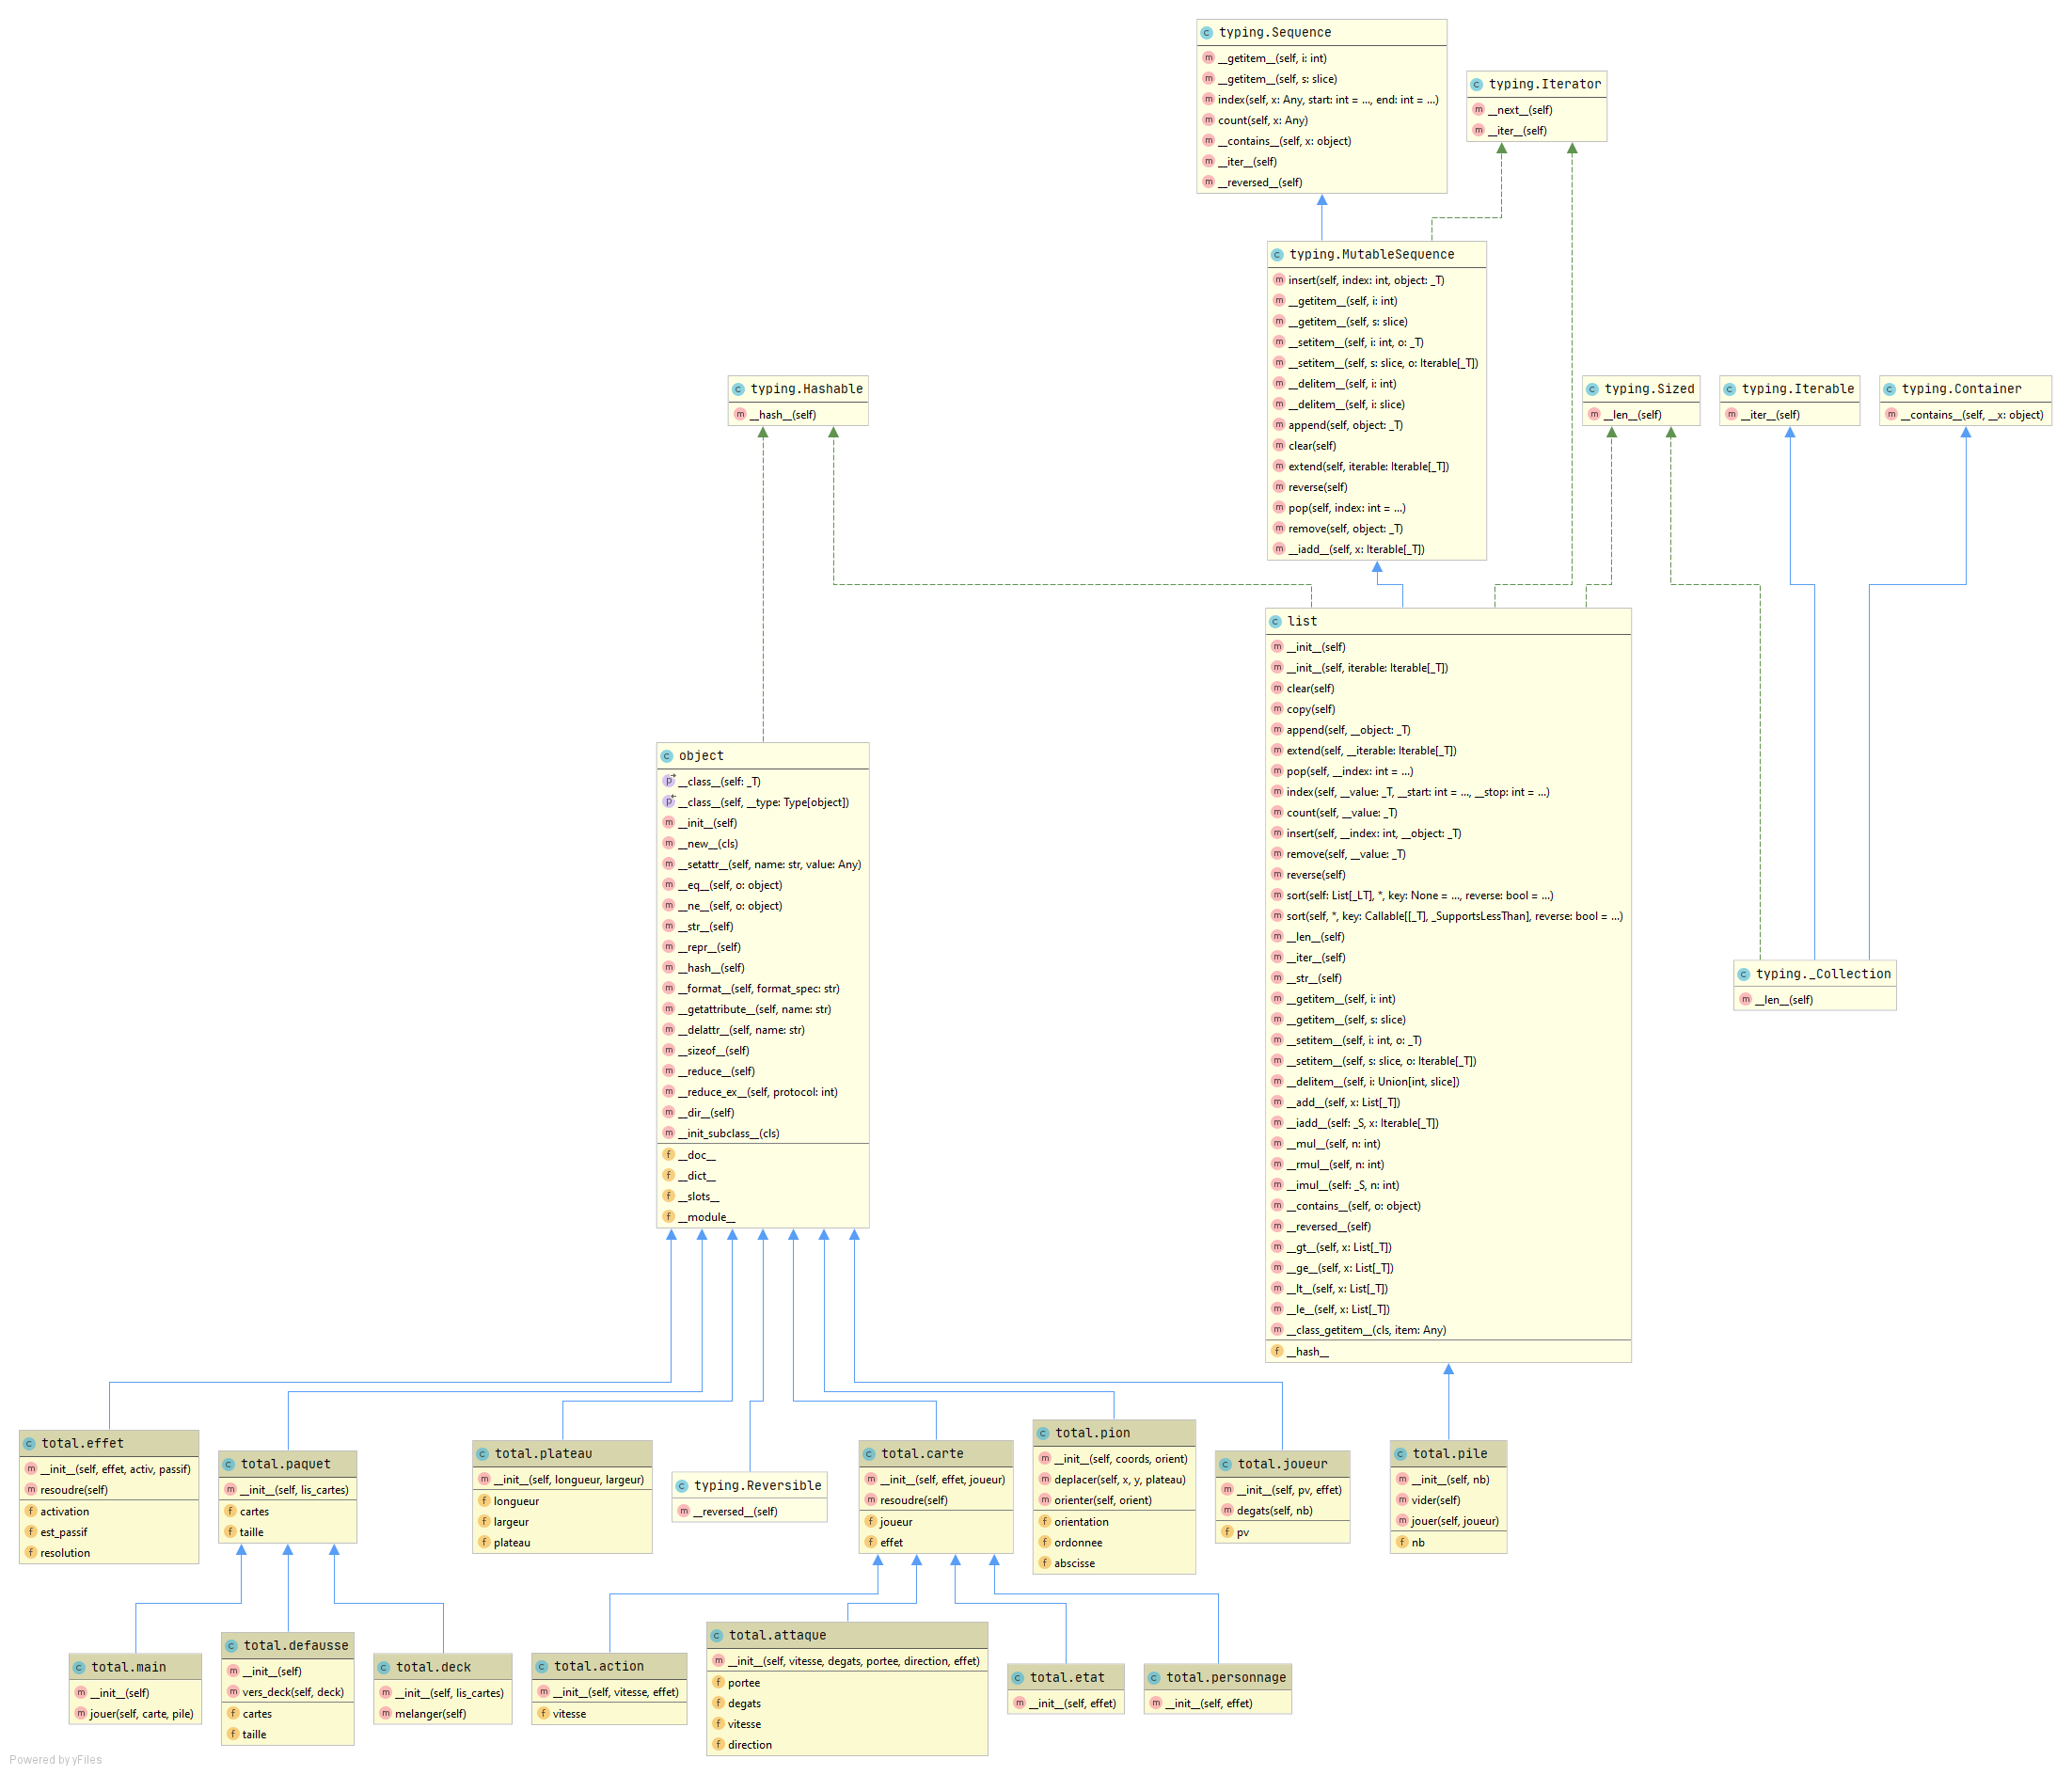 typing.Sequence
__getitem__(self, i: int)
__getitem__(self, s: slice)
index(self, x: Any, start: int = ..., end: int = ...)
count(self, x: Any)
__contains__(self, x: object)
__iter__(self)
__reversed__(self)
typing.Iterator
__next__(self)
__iter__(self)
typing.MutableSequence
insert(self, index: int, object: _T)
__getitem__(self, i: int)
__getitem__(self, s: slice)
__setitem__(self, i: int, o: _T)
__setitem__(self, s: slice, o: Iterable[_T])
__delitem__(self, i: int)
__delitem__(self, i: slice)
append(self, object: _T)
clear(self)
extend(self, iterable: Iterable[_T])
reverse(self)
pop(self, index: int = ...)
remove(self, object: _T)
__iadd__(self, x: Iterable[_T])
typing.Hashable
__hash__(self)
typing.Sized
__len__(self)
typing.Iterable
__iter__(self)
typing.Container
__contains__(self, __x: object)
list
__init__(self)
__init__(self, iterable: Iterable[_T])
clear(self)
copy(self)
append(self, __object: _T)
extend(self, __iterable: Iterable[_T])
pop(self, __index: int = ...)
index(self, __value: _T, __start: int = ..., __stop: int = ...)
count(self, __value: _T)
insert(self, __index: int, __object: _T)
remove(self, __value: _T)
reverse(self)
sort(self: List[_LT], *, key: None = ..., reverse: bool = ...)
sort(self, *, key: Callable[[_T], _SupportsLessThan], reverse: bool = ...)
__len__(self)
__iter__(self)
__str__(self)
__getitem__(self, i: int)
__getitem__(self, s: slice)
__setitem__(self, i: int, o: _T)
__setitem__(self, s: slice, o: Iterable[_T])
__delitem__(self, i: Union[int, slice])
__add__(self, x: List[_T])
__iadd__(self: _S, x: Iterable[_T])
__mul__(self, n: int)
__rmul__(self, n: int)
__imul__(self: _S, n: int)
__contains__(self, o: object)
__reversed__(self)
__gt__(self, x: List[_T])
__ge__(self, x: List[_T])
__lt__(self, x: List[_T])
__le__(self, x: List[_T])
__class_getitem__(cls, item: Any)
__hash__
object
__class__(self: _T)
__class__(self, __type: Type[object])
__init__(self)
__new__(cls)
__setattr__(self, name: str, value: Any)
__eq__(self, o: object)
__ne__(self, o: object)
__str__(self)
__repr__(self)
__hash__(self)
__format__(self, format_spec: str)
__getattribute__(self, name: str)
__delattr__(self, name: str)
__sizeof__(self)
__reduce__(self)
__reduce_ex__(self, protocol: int)
__dir__(self)
__init_subclass__(cls)
__doc__
__dict__
__slots__
__module__
typing._Collection
__len__(self)
total.effet
__init__(self, effet, activ, passif)
resoudre(self)
activation
est_passif
resolution
total.paquet
__init__(self, lis_cartes)
cartes
taille
total.plateau
__init__(self, longueur, largeur)
longueur
largeur
plateau
typing.Reversible
__reversed__(self)
total.carte
__init__(self, effet, joueur)
resoudre(self)
joueur
effet
total.pion
__init__(self, coords, orient)
deplacer(self, x, y, plateau)
orienter(self, orient)
orientation
ordonnee
abscisse
total.joueur
__init__(self, pv, effet)
degats(self, nb)
pv
total.pile
__init__(self, nb)
vider(self)
jouer(self, joueur)
nb
total.main
__init__(self)
jouer(self, carte, pile)
total.defausse
__init__(self)
vers_deck(self, deck)
cartes
taille
total.deck
__init__(self, lis_cartes)
melanger(self)
total.action
__init__(self, vitesse, effet)
vitesse
total.attaque
__init__(self, vitesse, degats, portee, direction, effet)
portee
degats
vitesse
direction
total.etat
__init__(self, effet)
total.personnage
__init__(self, effet)
Powered by yFiles